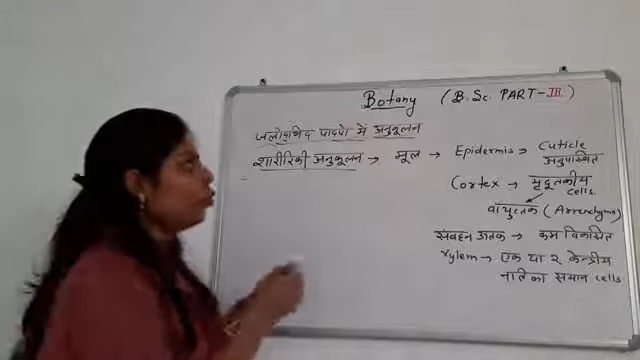 Botany (B.Sc. PART-III)
जलोद्भिद पादपो में अनुकूलन
शारीरिकी अनुकूलन → मूल → Epidermis → Cuticle
अनुपस्थित
Cortex → मृदूतकीय
cells.
वायुतक (Arrenchyma)
संवहन ऊतक → कम विकसित
Xylem → एक या २ केन्द्रीय
नालिका समान cells